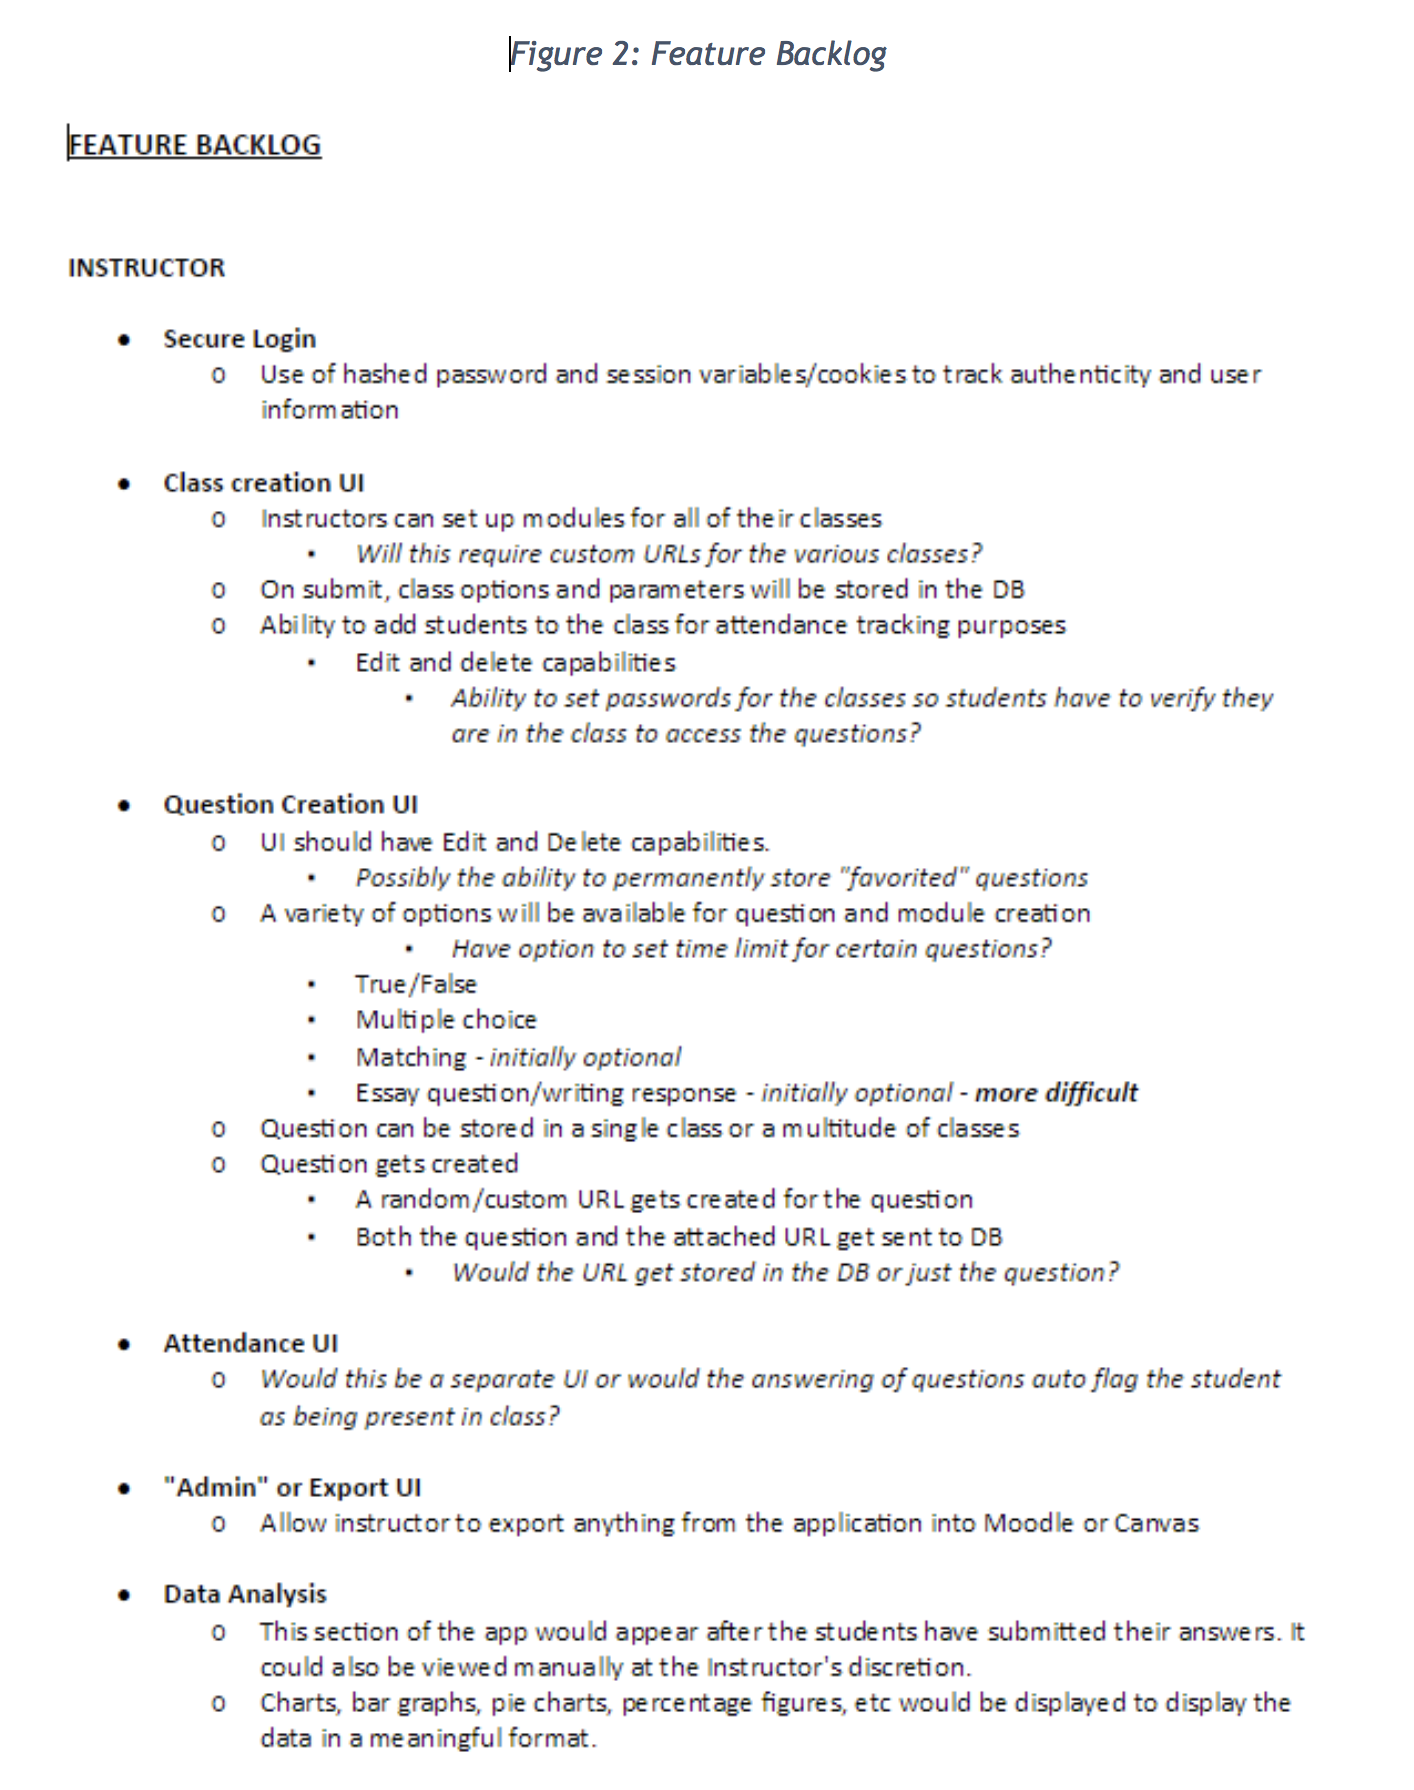 Figure 2: Feature Backlog
FEATURE BACKLOG
INSTRUCTOR
● Secure Login
o Use of hashed password and session variables/cookies to track authenticity and user
information
● Class creation UI
o Instructors can set up modules for all of their classes
▪ Will this require custom URLs for the various classes?
o On submit, class options and parameters will be stored in the DB
o Ability to add students to the class for attendance tracking purposes
▪ Edit and delete capabilities
▪ Ability to set passwords for the classes so students have to verify they
are in the class to access the questions?
● Question Creation UI
o UI should have Edit and Delete capabilities.
▪ Possibly the ability to permanently store "favorited" questions
o A variety of options will be available for question and module creation
▪ Have option to set time limit for certain questions?
▪ True/False
▪ Multiple choice
▪ Matching - initially optional
▪ Essay question/writing response - initially optional - more difficult
o Question can be stored in a single class or a multitude of classes
o Question gets created
▪ A random/custom URL gets created for the question
▪ Both the question and the attached URL get sent to DB
▪ Would the URL get stored in the DB or just the question?
● Attendance UI
o Would this be a separate UI or would the answering of questions auto flag the student
as being present in class?
● "Admin" or Export UI
o Allow instructor to export anything from the application into Moodle or Canvas
● Data Analysis
o This section of the app would appear after the students have submitted their answers. It
could also be viewed manually at the Instructor's discretion.
o Charts, bar graphs, pie charts, percentage figures, etc would be displayed to display the
data in a meaningful format.